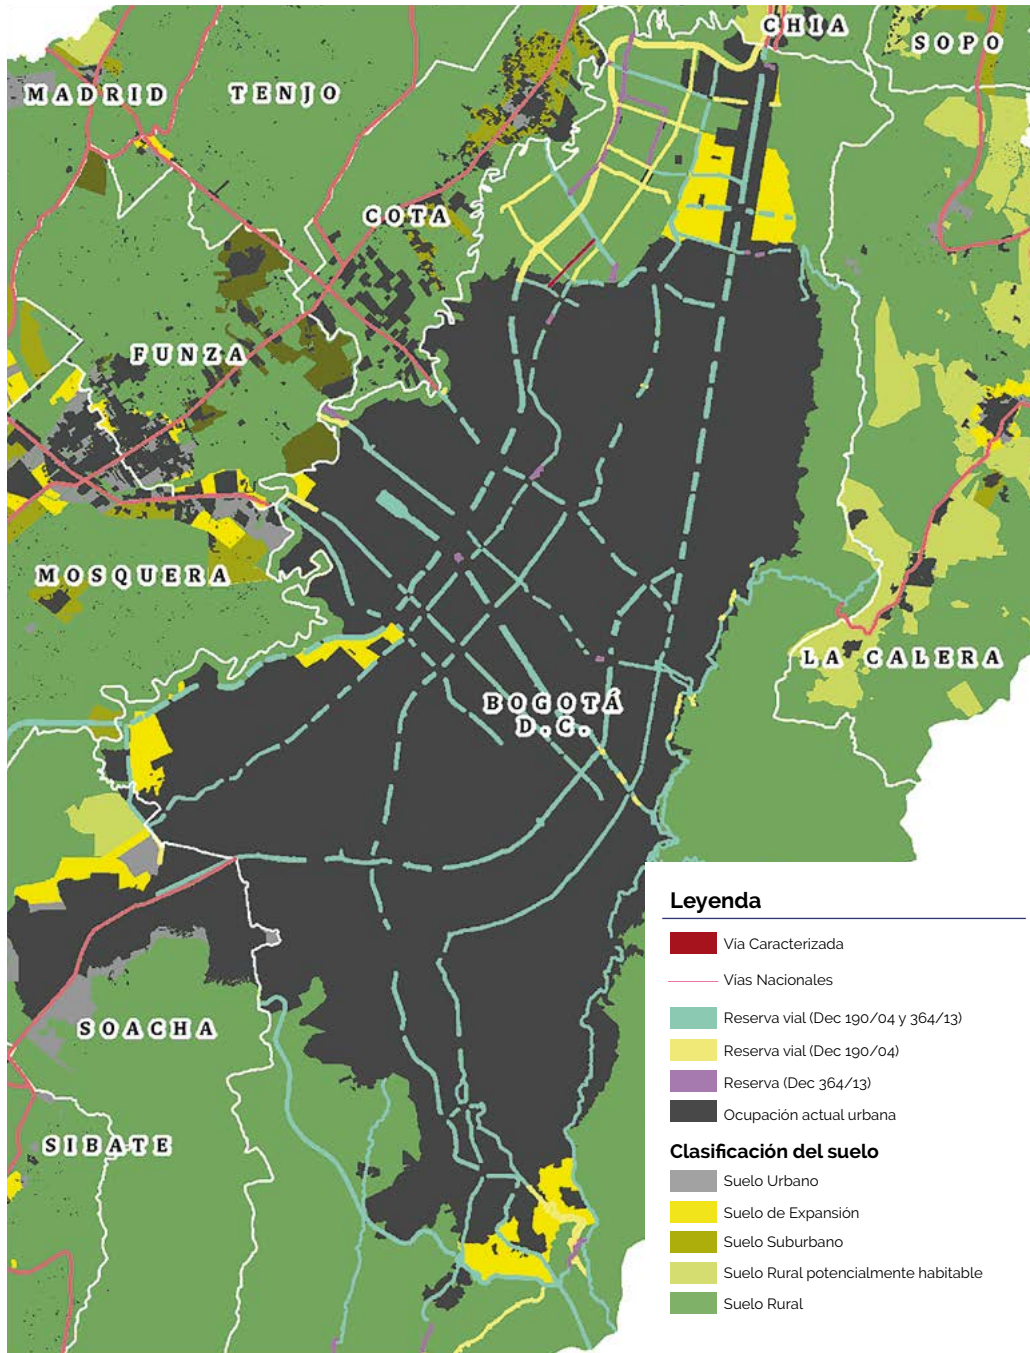 CHIA
SOPO
MADRID
TENJO
COTA
FUNZA
MOSQUERA
LA CALERA
BOGOTÁ
D.C.
SOACHA
SIBATE
Leyenda
Vía Caracterizada
Vías Nacionales
Reserva vial (Dec 190/04 y 364/13)
Reserva vial (Dec 190/04)
Reserva (Dec 364/13)
Ocupación actual urbana
Clasificación del suelo
Suelo Urbano
Suelo de Expansión
Suelo Suburbano
Suelo Rural potencialmente habitable
Suelo Rural